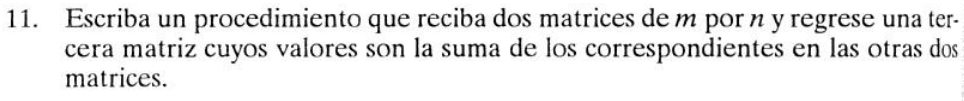 11. Escriba un procedimiento que reciba dos matrices de m por n y regrese una ter-
cera matriz cuyos valores son la suma de los correspondientes en las otras dos
matrices.